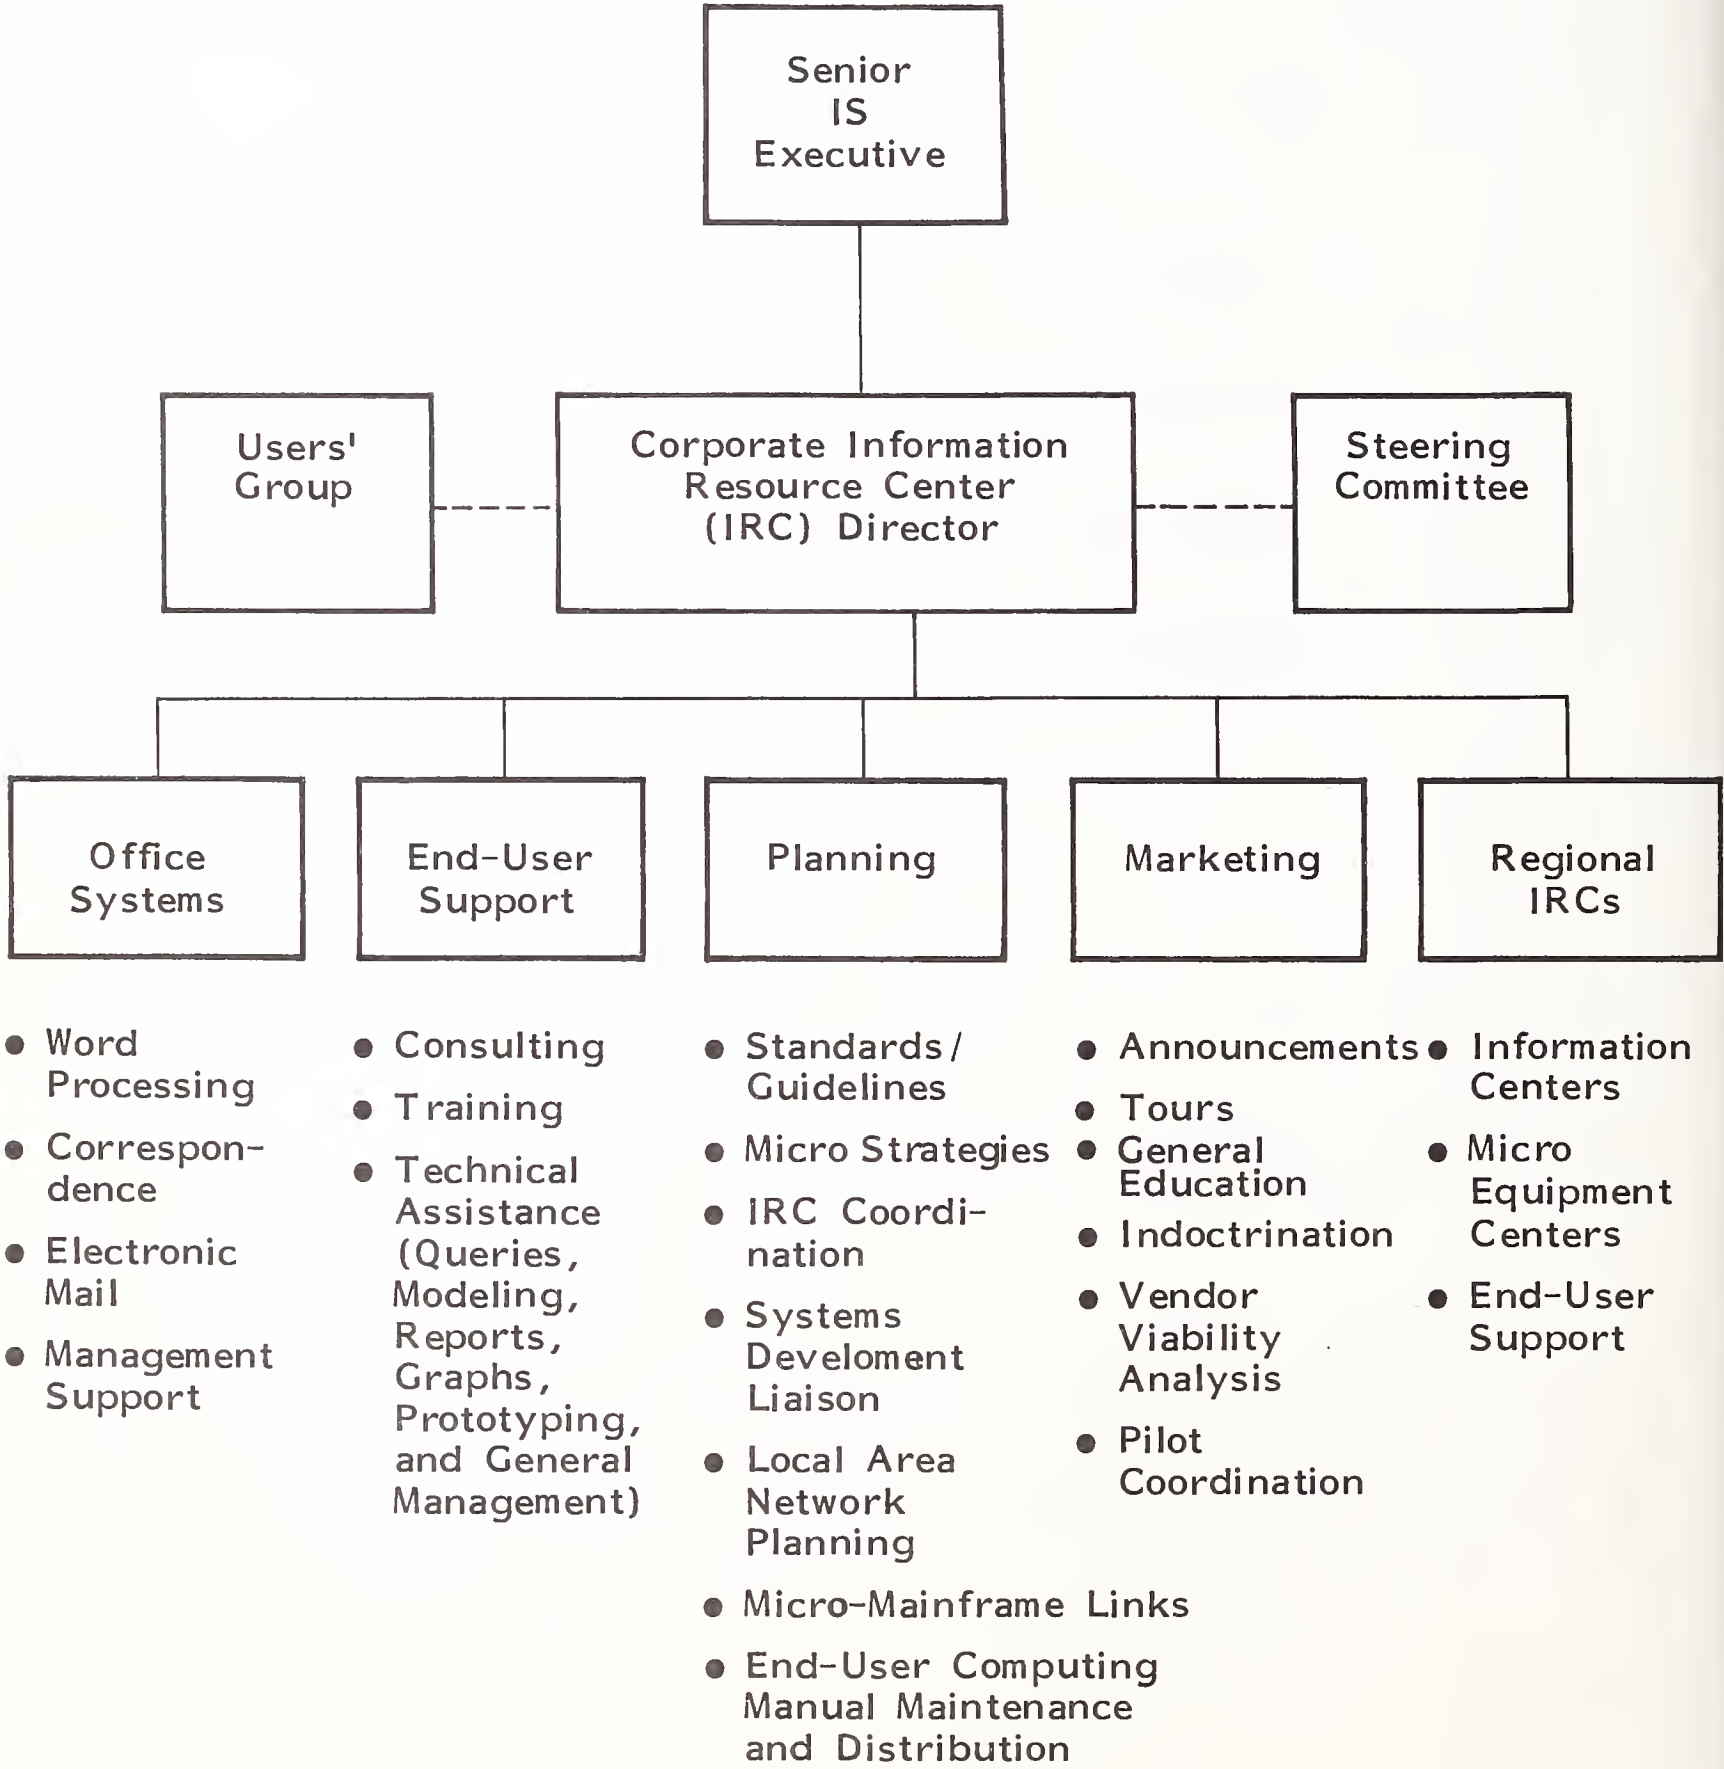 Senior
IS
Executive
Users'
Group
Corporate Information
Resource Center
(IRC) Director
Steering
Committee
Office
Systems
End-User
Support
Planning
Marketing
Regional
IRCs
● Word
Processing
● Correspon-
dence
● Electronic
Mail
● Management
Support
● Consulting
● Training
● Technical
Assistance
(Queries,
Modeling,
Reports,
Graphs,
Prototyping,
and General
Management)
● Standards/
Guidelines
● Micro Strategies
● IRC Coordi-
nation
● Systems
Develoment
Liaison
● Local Area
Network
Planning
● Micro-Mainframe Links
● End-User Computing
Manual Maintenance
and Distribution
● Announcements
● Tours
● General
Education
● Indoctrination
● Vendor
Viability
Analysis
● Pilot
Coordination
● Information
Centers
● Micro
Equipment
Centers
● End-User
Support